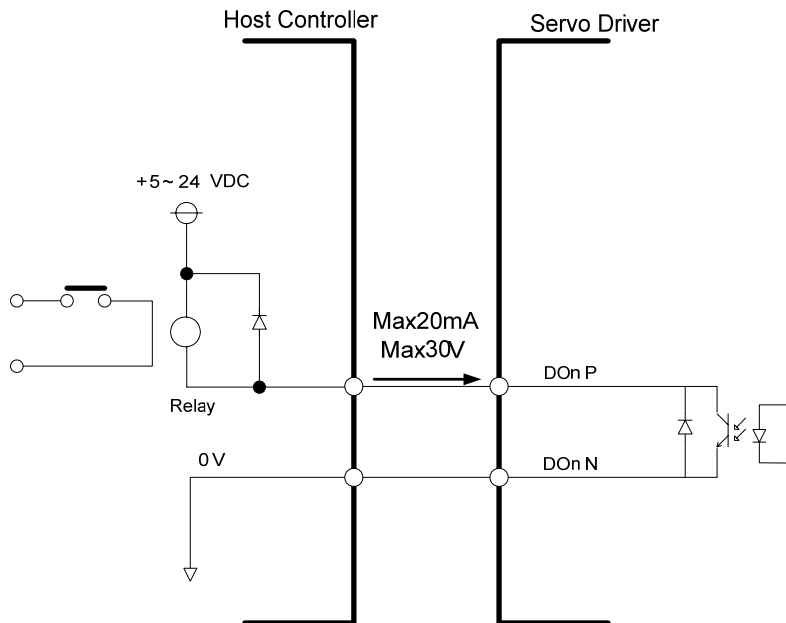 Host Controller
Servo Driver
+5~24 VDC
Max20mA
Max30V
DOn P
Relay
0V
DOn N